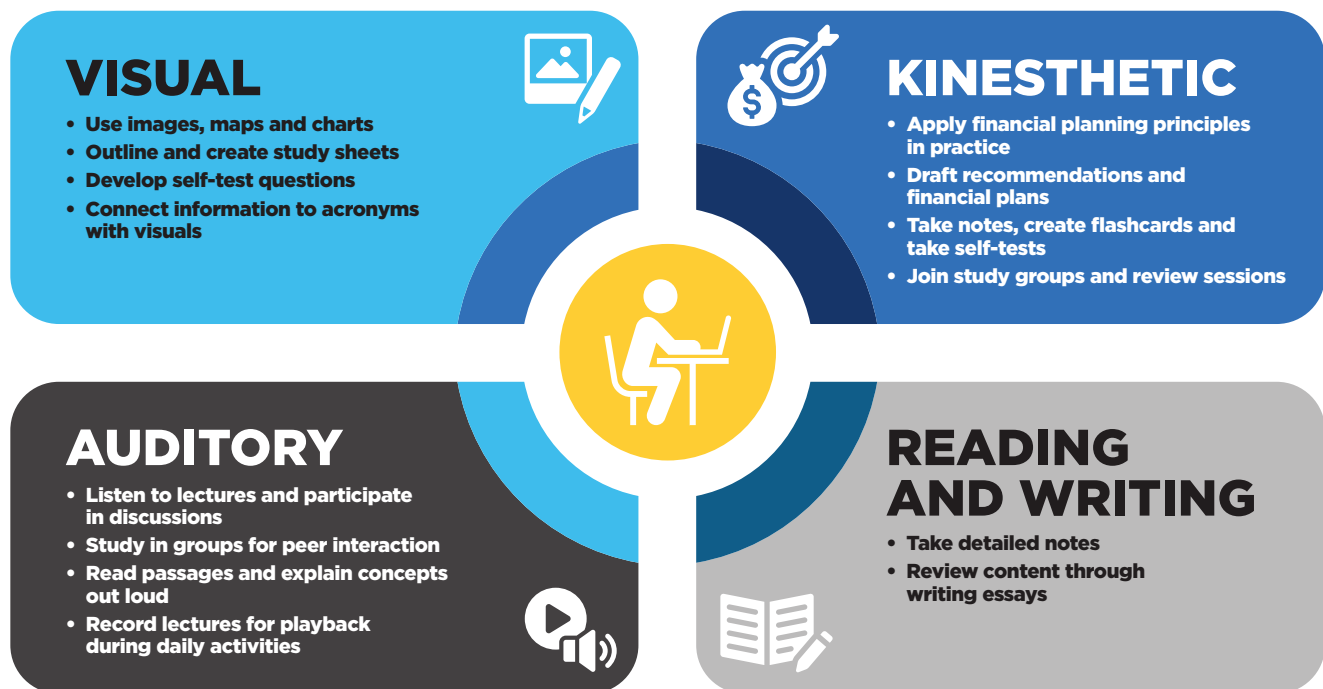 VISUAL
• Use images, maps and charts
• Outline and create study sheets
• Develop self-test questions
• Connect information to acronyms
with visuals
KINESTHETIC
• Apply financial planning principles
in practice
• Draft recommendations and
financial plans
• Take notes, create flashcards and
take self-tests
• Join study groups and review sessions
$
AUDITORY
• Listen to lectures and participate
in discussions
• Study in groups for peer interaction
• Read passages and explain concepts
out loud
• Record lectures for playback
during daily activities
READING
AND WRITING
• Take detailed notes
• Review content through
writing essays